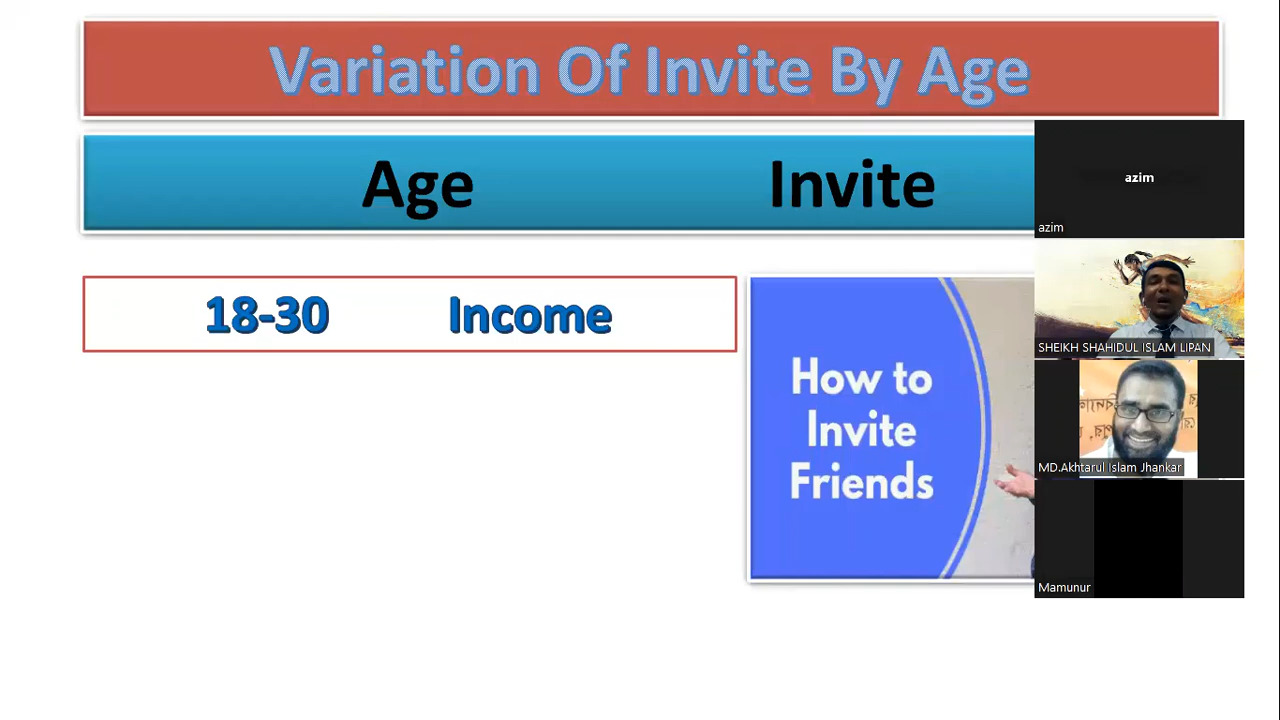 Variation Of Invite By Age
Age Invite
18-30 Income
How to
Invite
Friends
azim
azim
SHEIKH SHAHIDUL ISLAM LIPAN
MD.Akhtarul Islam Jhankar
Mamunur